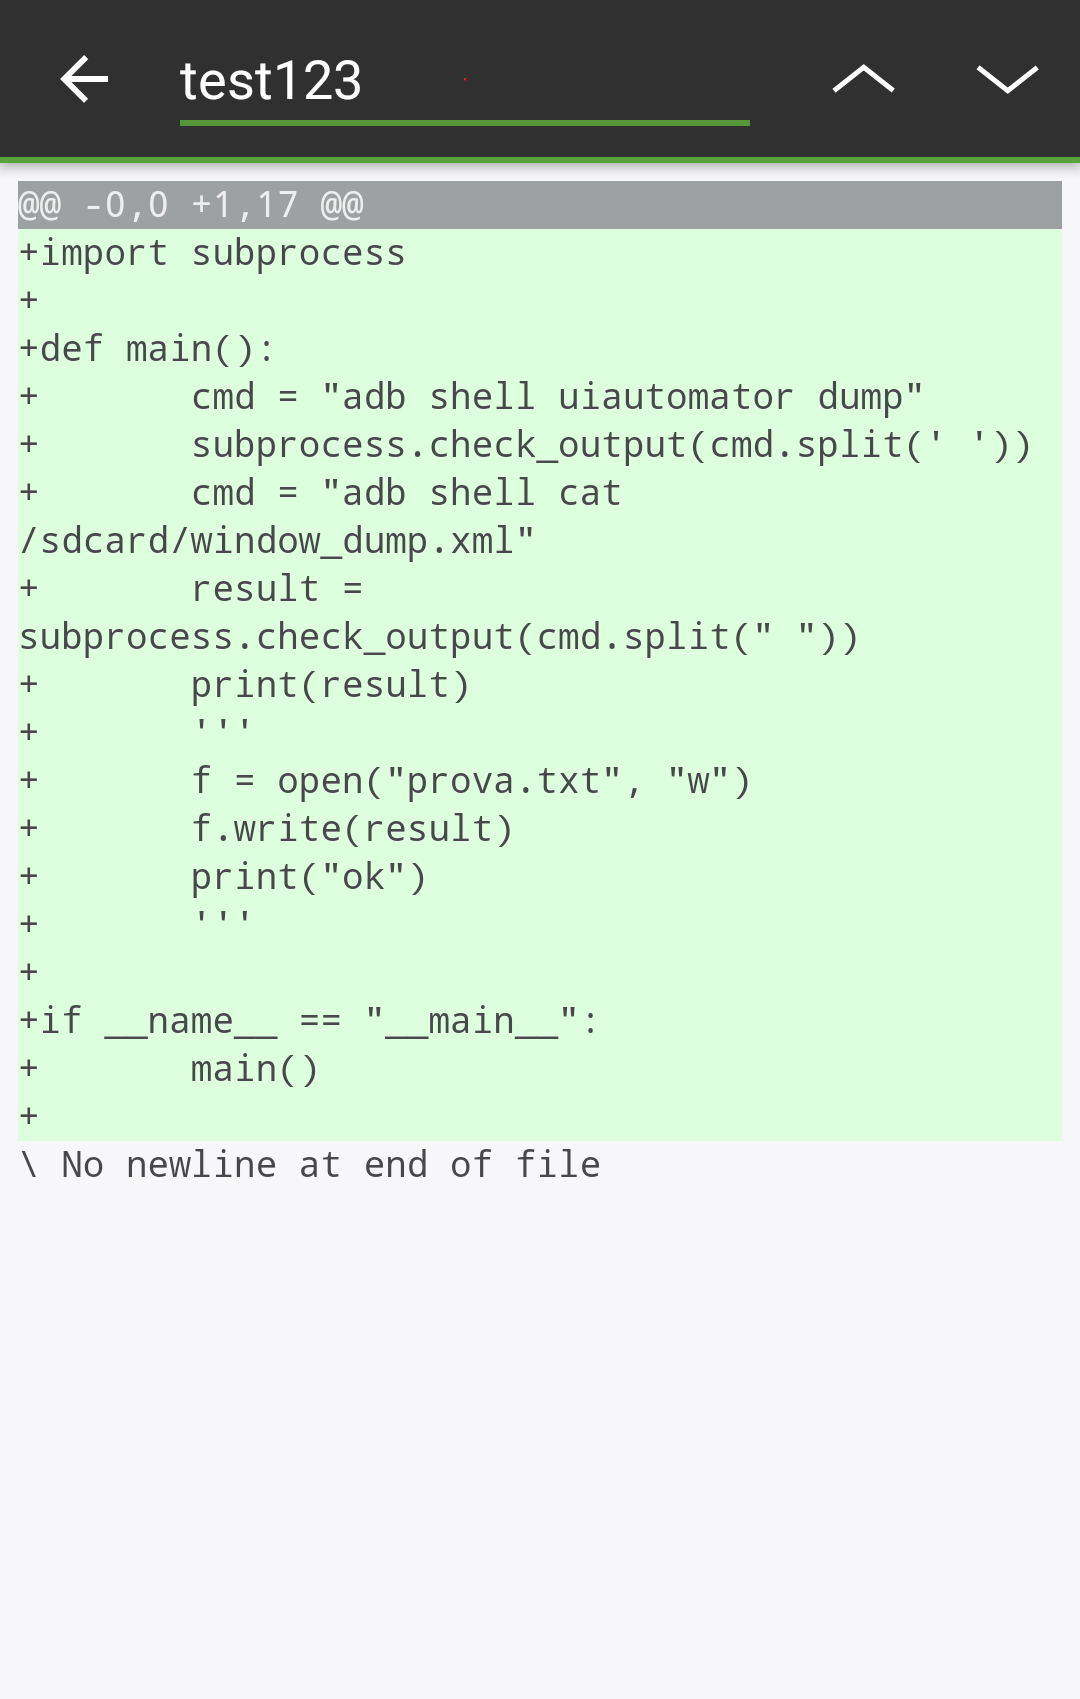 test123
@@ -0,0 +1,17 @@
+import subprocess
+
+def main():
+       cmd = "adb shell uiautomator dump"
+       subprocess.check_output(cmd.split(' '))
+       cmd = "adb shell cat
/sdcard/window_dump.xml"
+       result =
subprocess.check_output(cmd.split(" "))
+       print(result)
+       '''
+       f = open("prova.txt", "w")
+       f.write(result)
+       print("ok")
+       '''
+
+if __name__ == "__main__":
+       main()
+
\ No newline at end of file